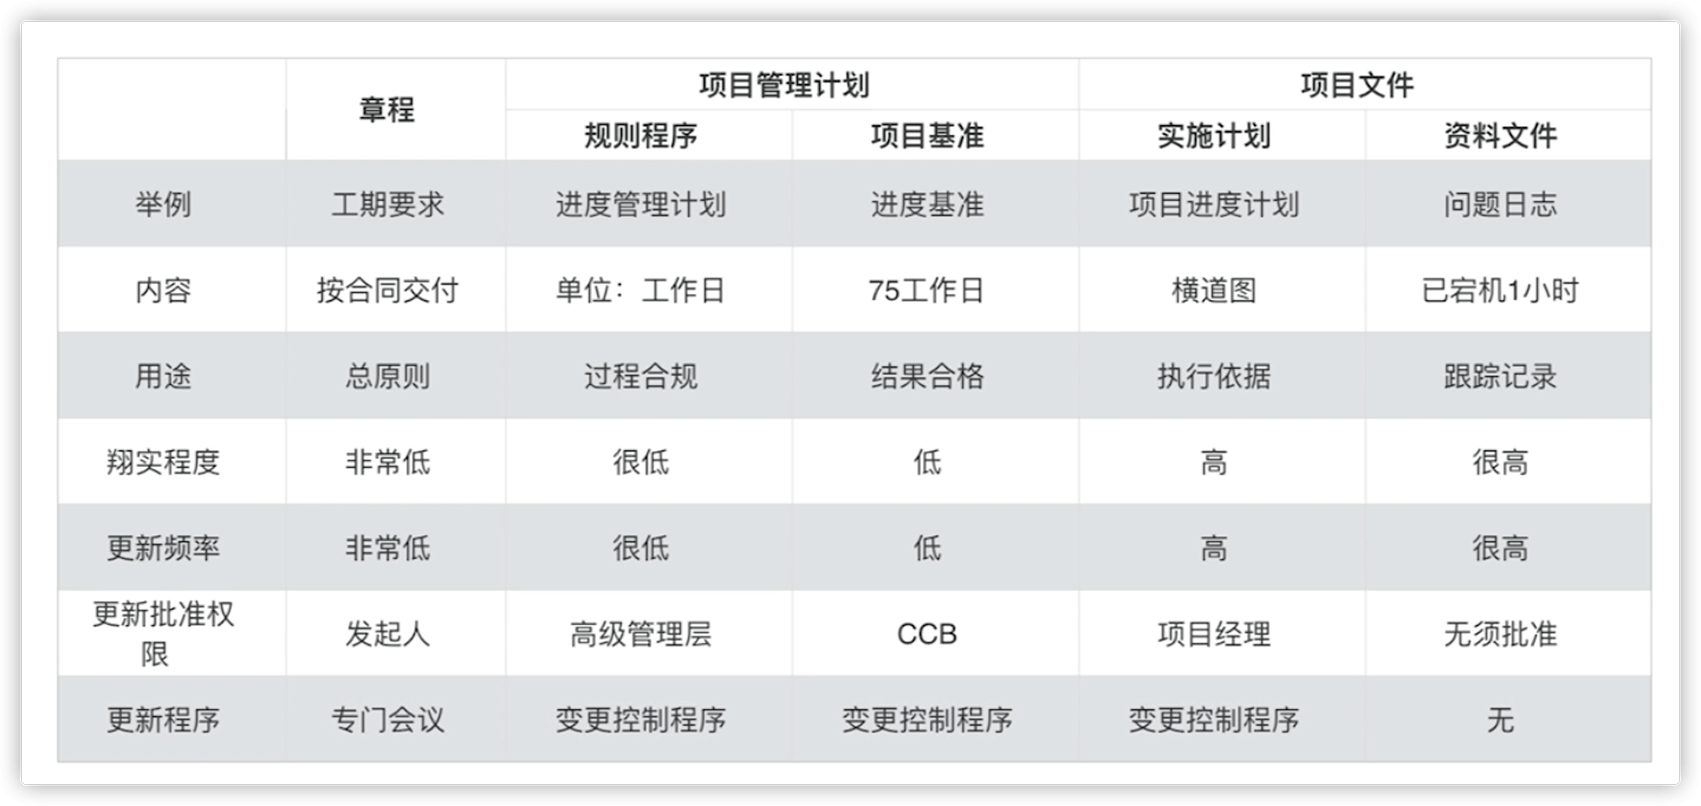 章程 项目管理计划 项目文件
规则程序 项目基准 实施计划 资料文件
举例 工期要求 进度管理计划 进度基准 项目进度计划 问题日志
内容 按合同交付 单位：工作日 75工作日 横道图 已宕机1小时
用途 总原则 过程合规 结果合格 执行依据 跟踪记录
翔实程度 非常低 很低 低 高 很高
更新频率 非常低 很低 低 高 很高
更新批准权
限 发起人 高级管理层 CCB 项目经理 无须批准
更新程序 专门会议 变更控制程序 变更控制程序 变更控制程序 无